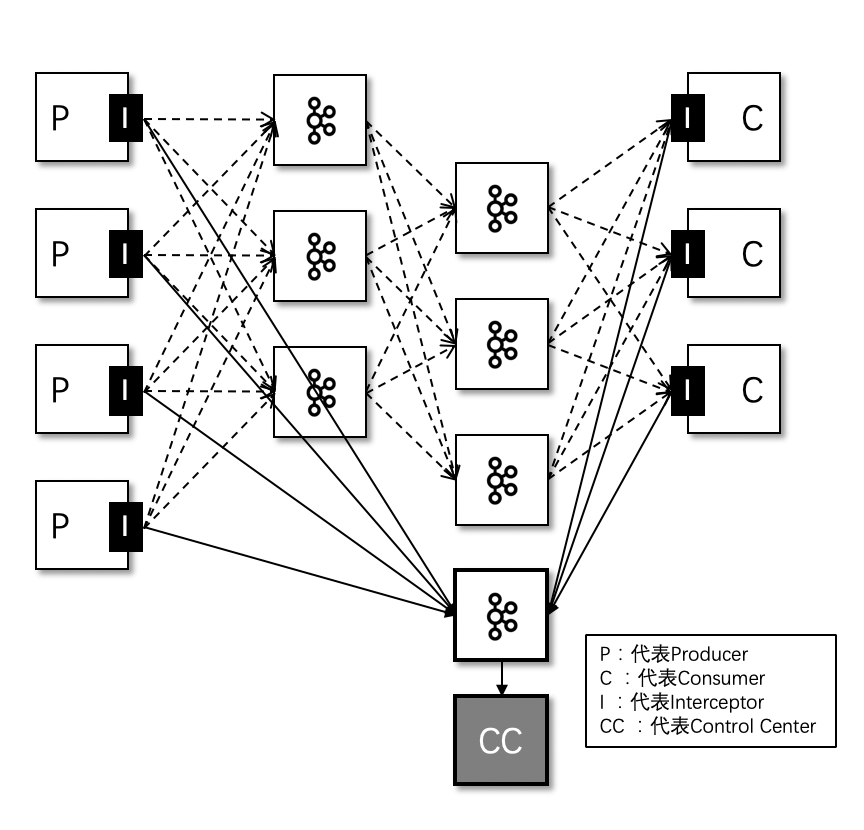 P
I
I
C
P
I
I
C
P
I
I
C
P
I
CC
P：代表Producer
C ：代表Consumer
I ：代表Interceptor
CC ：代表Control Center